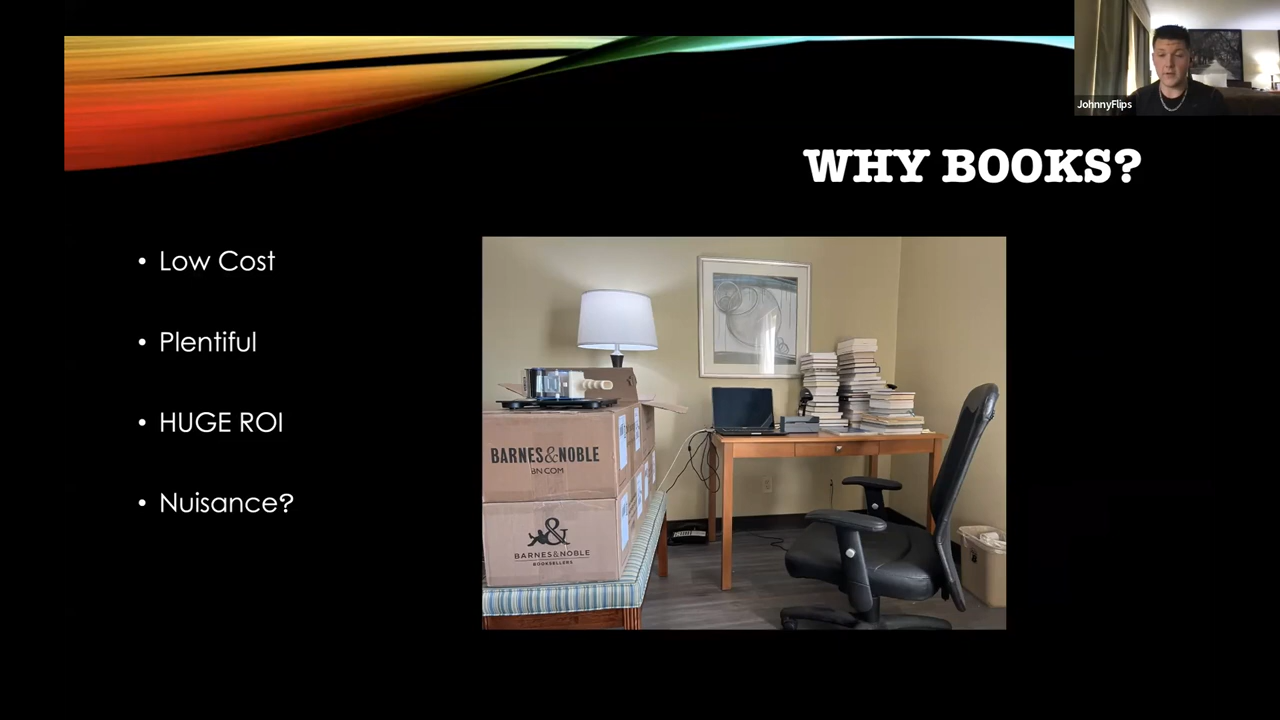 JohnnyFlips
WHY BOOKS?
• Low Cost
• Plentiful
• HUGE ROI
• Nuisance?
BARNES&NOBLE
BN.COM
&
BARNES&NOBLE
BOOKSELLERS